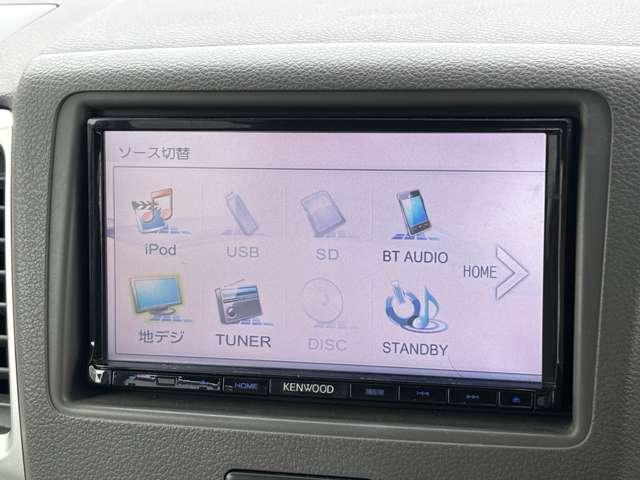 ソース切替
iPod
USB
SD
BT AUDIO
HOME
地デジ
TUNER
DISC
STANDBY
HOME
KENWOOD